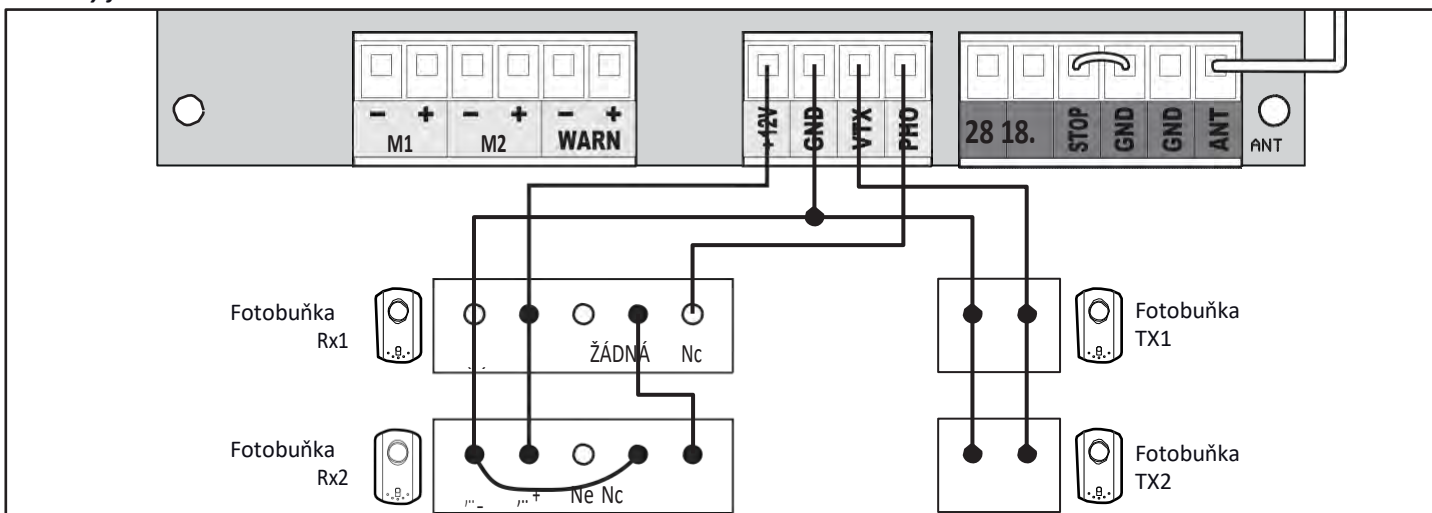 - + - + - +
M1 M2 WARN
+12V GND VTX PHO
28 18. STOP GND GND ANT
ANT
Fotobuňka
Rx1
ŽÁDNÁ Nc
Fotobuňka
TX1
Fotobuňka
Rx2
Ne Nc
Fotobuňka
TX2